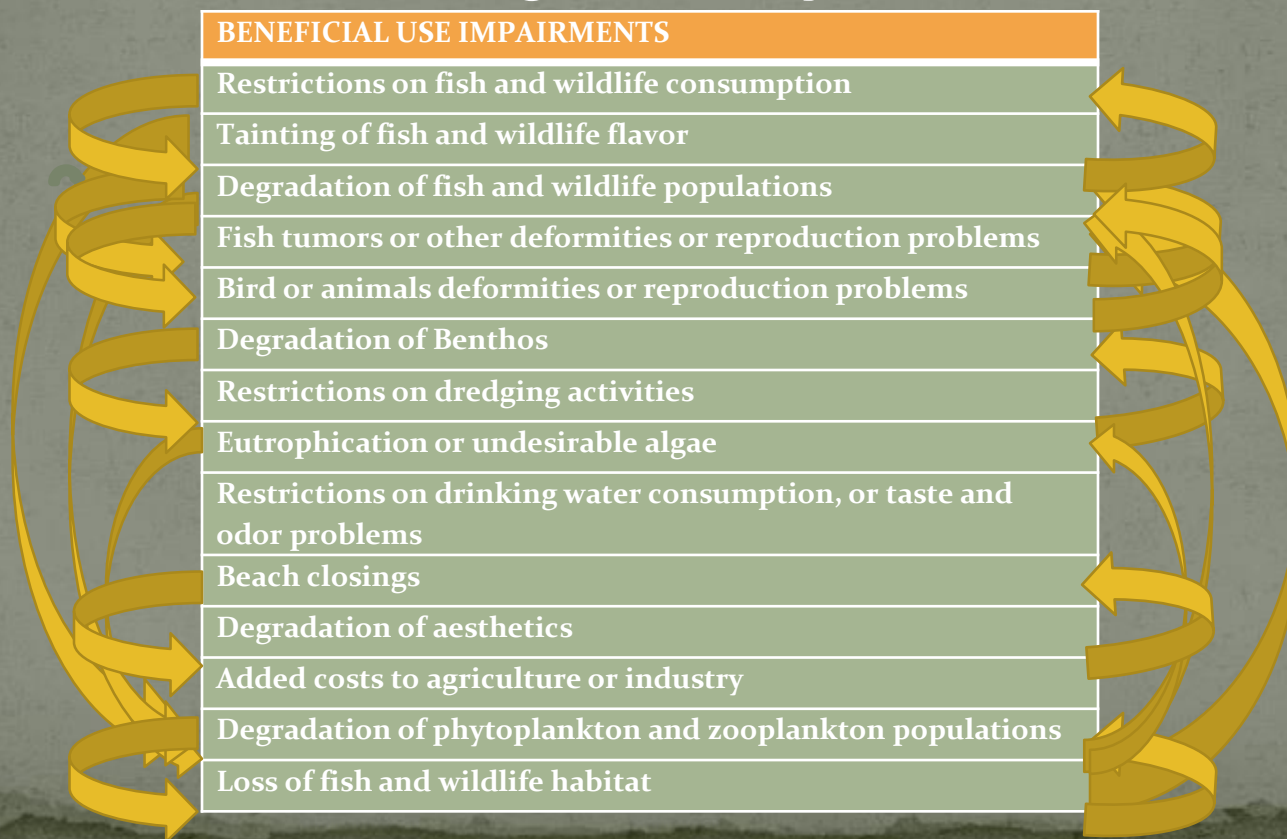 BENEFICIAL USE IMPAIRMENTS
Restrictions on fish and wildlife consumption
Tainting of fish and wildlife flavor
Degradation of fish and wildlife populations
Fish tumors or other deformities or reproduction problems
Bird or animals deformities or reproduction problems
Degradation of Benthos
Restrictions on dredging activities
Eutrophication or undesirable algae
Restrictions on drinking water consumption, or taste and
odor problems
Beach closings
Degradation of aesthetics
Added costs to agriculture or industry
Degradation of phytoplankton and zooplankton populations
Loss of fish and wildlife habitat